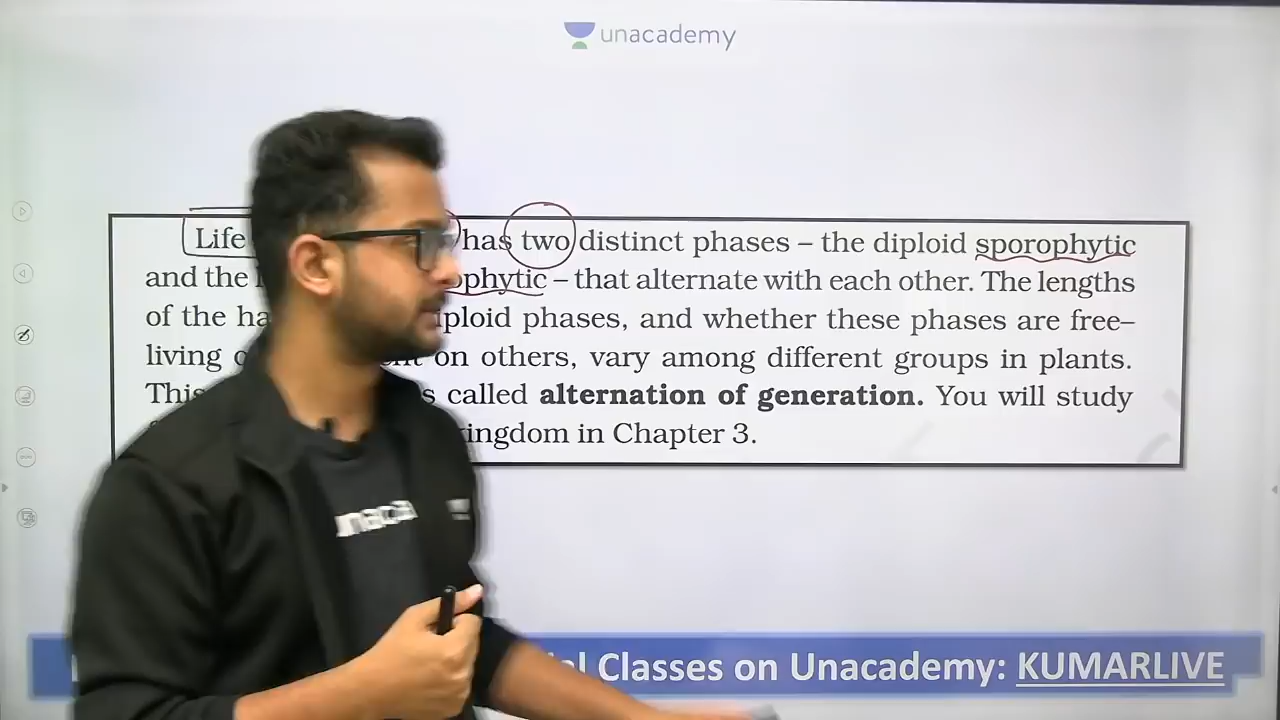 unacademy
Life has two distinct phases – the diploid sporophytic
and the ophytic – that alternate with each other. The lengths
of the ha iploid phases, and whether these phases are free–
living on others, vary among different groups in plants.
This s called alternation of generation. You will study
kingdom in Chapter 3.
unaca
Classes on Unacademy: KUMARLIVE